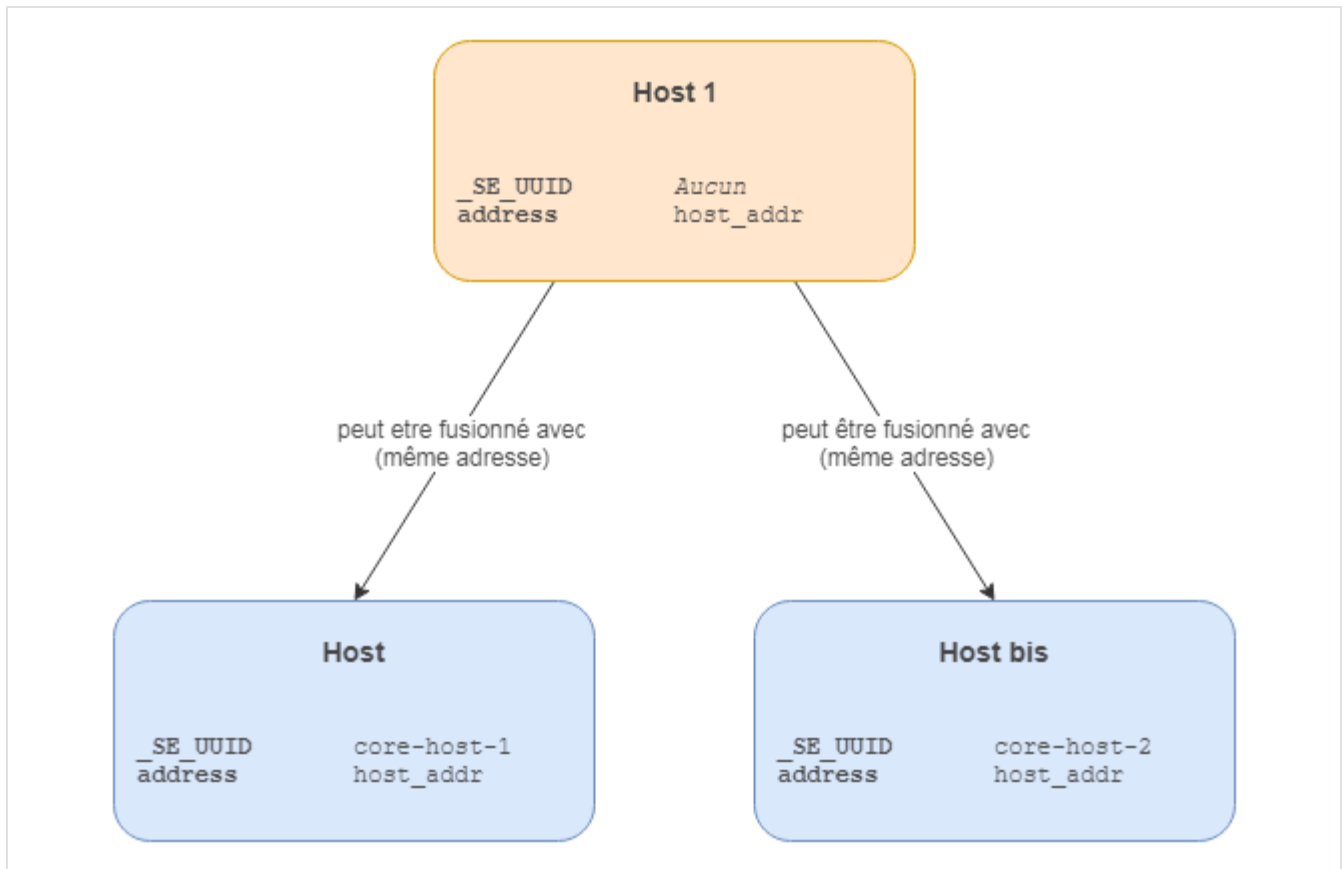 Host 1
_SE_UUID Aucun
address host_addr
peut etre fusionné avec
(même adresse)
peut être fusionné avec
(même adresse)
Host
_SE_UUID core-host-1
address host_addr
Host bis
_SE_UUID core-host-2
address host_addr